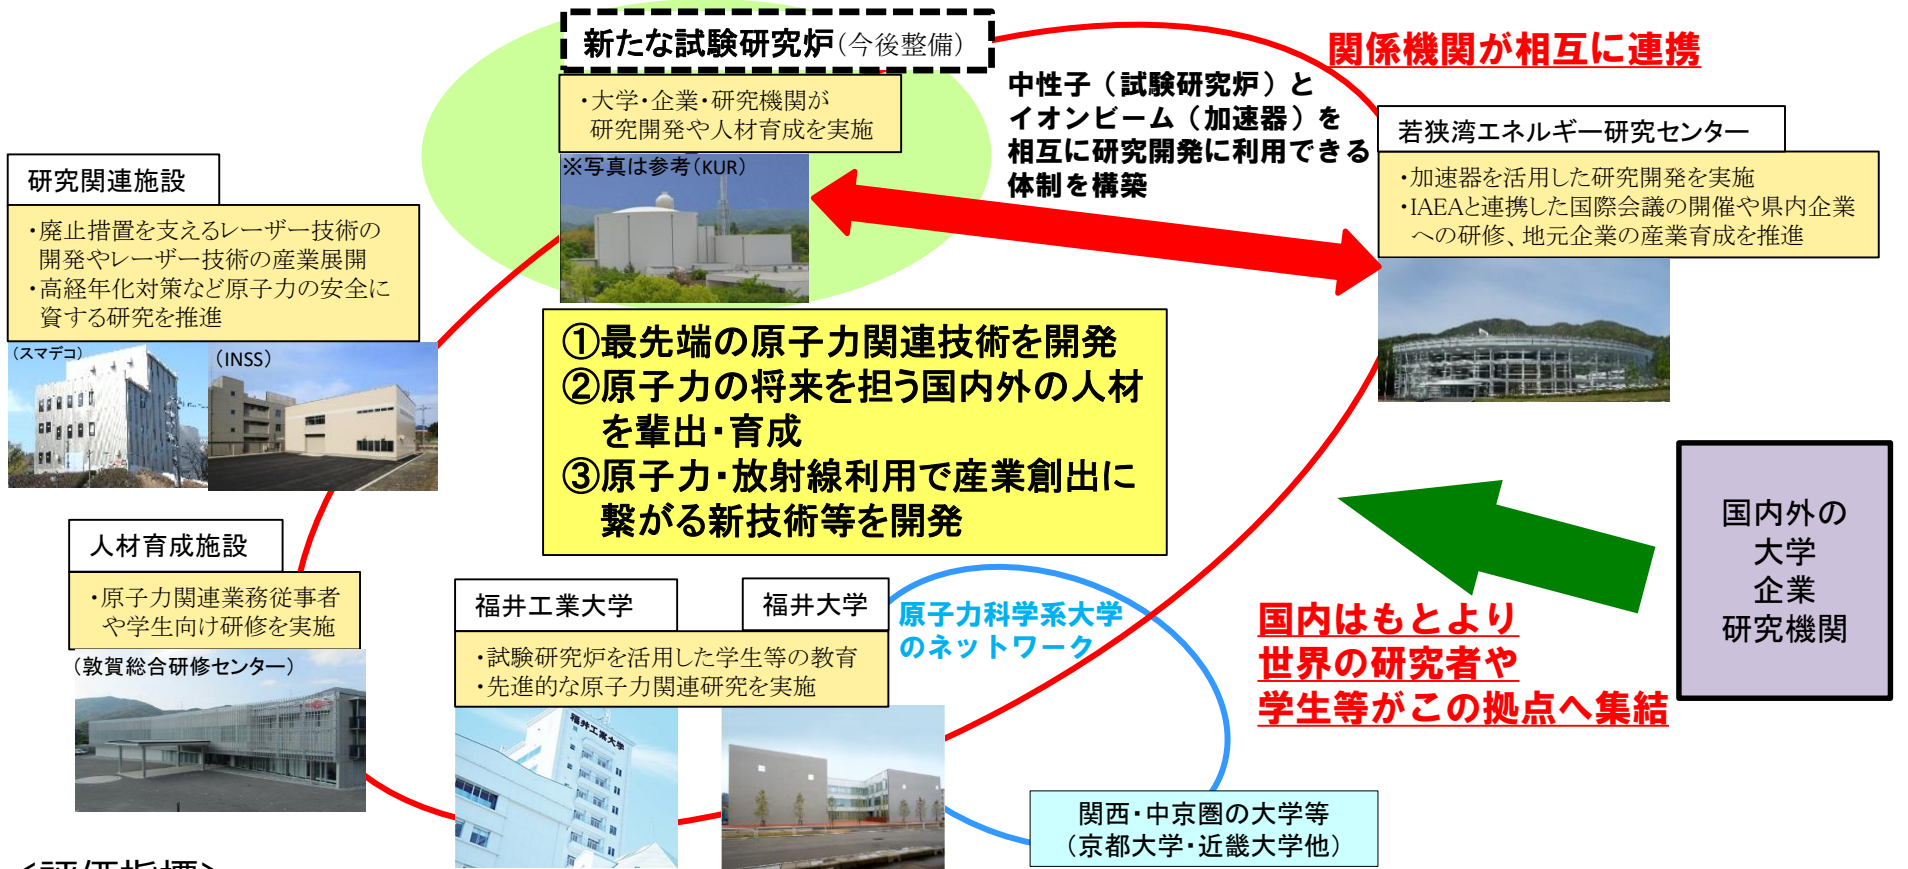 新たな試験研究炉(今後整備)
・大学・企業・研究機関が
研究開発や人材育成を実施
※写真は参考(KUR)
関係機関が相互に連携
中性子（試験研究炉）と
イオンビーム（加速器）を
相互に研究開発に利用できる
体制を構築
若狭湾エネルギー研究センター
・加速器を活用した研究開発を実施
・IAEAと連携した国際会議の開催や県内企業
への研修、地元企業の産業育成を推進
研究関連施設
・廃止措置を支えるレーザー技術の
開発やレーザー技術の産業展開
・高経年化対策など原子力の安全に
資する研究を推進
(スマデコ)
(INSS)
①最先端の原子力関連技術を開発
②原子力の将来を担う国内外の人材
を輩出・育成
③原子力・放射線利用で産業創出に
繋がる新技術等を開発
国内外の
大学
企業
研究機関
人材育成施設
・原子力関連業務従事者
や学生向け研修を実施
(敦賀総合研修センター)
福井工業大学
福井大学
・試験研究炉を活用した学生等の教育
・先進的な原子力関連研究を実施
福井工業大学
原子力科学系大学
のネットワーク
国内はもとより
世界の研究者や
学生等がこの拠点へ集結
関西・中京圏の大学等
(京都大学・近畿大学他)
<評価指標>